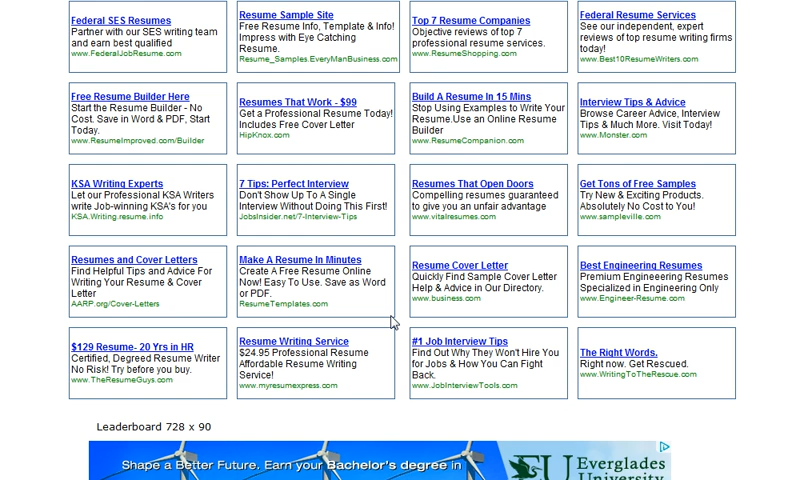 Federal SES Resumes
Partner with our SES writing team
and earn best qualified
www.FederalJobResume.com
Resume Sample Site
Free Resume Info, Template & Info!
Impress with Eye Catching
Resume.
Resume_Samples.EveryManBusiness.com
Top 7 Resume Companies
Objective reviews of top 7
professional resume services.
www.ResumeShopping.com
Federal Resume Services
See our independent, expert
reviews of top resume writing firms
today!
www.Best10ResumeWriters.com
Free Resume Builder Here
Start the Resume Builder - No
Cost. Save in Word & PDF, Start
Today.
www.ResumeImproved.com/Builder
Resumes That Work - $99
Get a Professional Resume Today!
Includes Free Cover Letter
HipKnox.com
Build A Resume In 15 Mins
Stop Using Examples to Write Your
Resume.Use an Online Resume
Builder
www.ResumeCompanion.com
Interview Tips & Advice
Browse Career Advice, Interview
Tips & Much More. Visit Today!
www.Monster.com
KSA Writing Experts
Let our Professional KSA Writers
write Job-winning KSA's for you
KSA.Writing.resume.info
7 Tips: Perfect Interview
Don't Show Up To A Single
Interview Without Doing This First!
JobsInsider.net/7-Interview-Tips
Resumes That Open Doors
Compelling resumes guaranteed
to give you an unfair advantage
www.vitalresumes.com
Get Tons of Free Samples
Try New & Exciting Products.
Absolutely No Cost to You!
www.sampleville.com
Resumes and Cover Letters
Find Helpful Tips and Advice For
Writing Your Resume & Cover
Letter
AARP.org/Cover-Letters
Make A Resume In Minutes
Create A Free Resume Online
Now! Easy To Use. Save as Word
or PDF.
ResumeTemplates.com
Resume Cover Letter
Quickly Find Sample Cover Letter
Help & Advice in Our Directory.
www.business.com
Best Engineering Resumes
Premium Engineering Resumes
Specialized in Engineering Only
www.Engineer-Resume.com
$129 Resume- 20 Yrs in HR
Certified, Degreed Resume Writer
No Risk! Try before you buy.
www.TheResumeGuys.com
Resume Writing Service
$24.95 Professional Resume
Affordable Resume Writing
Service!
www.myresumexpress.com
#1 Job Interview Tips
Find Out Why They Won't Hire You
for Jobs & How You Can Fight
Back.
www.JobInterviewTools.com
The Right Words.
Right now. Get Rescued.
www.WritingToTheRescue.com
Leaderboard 728 x 90
Shape a Better Future. Earn your Bachelor's degree in
EU Everglades
University